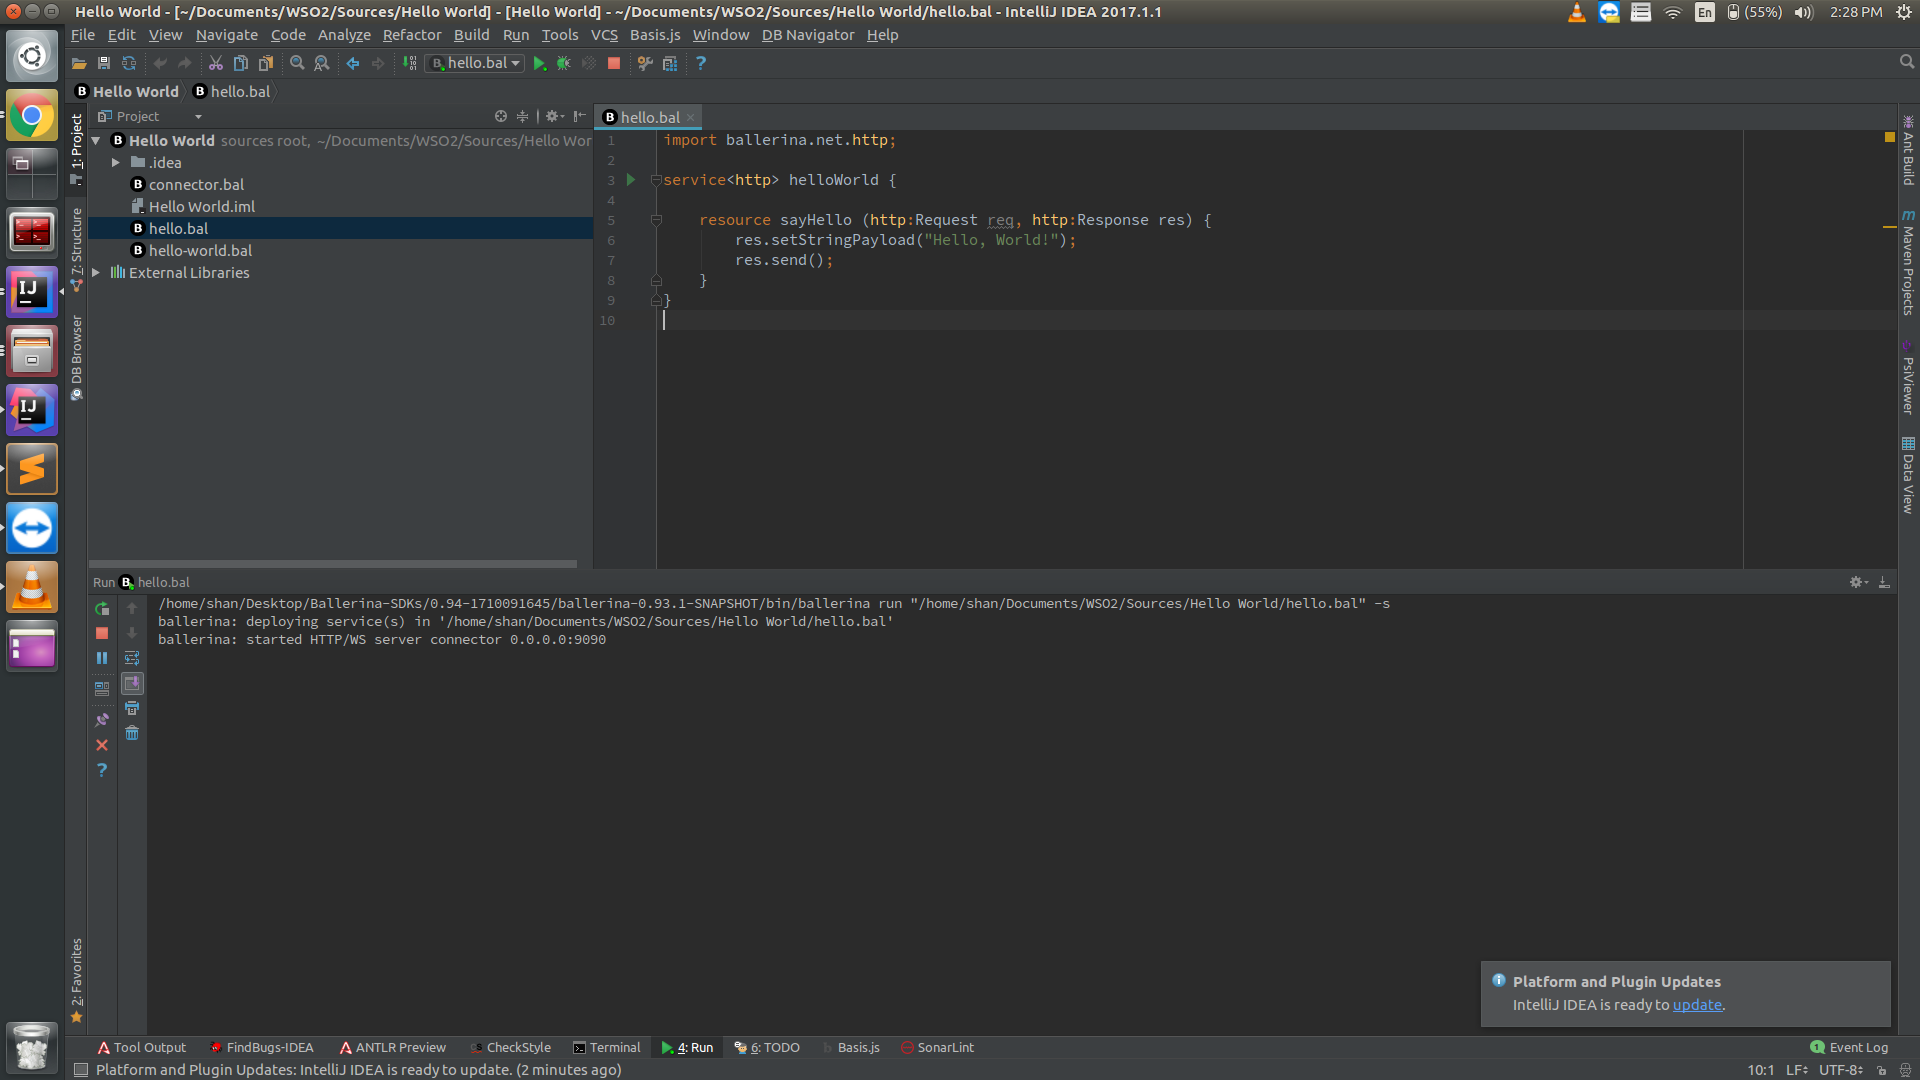 Hello World - [~/Documents/WSO2/Sources/Hello World] - [Hello World] - ~/Documents/WSO2/Sources/Hello World/hello.bal - IntelliJ IDEA 2017.1.1
En
(55%)
2:28 PM
File Edit View Navigate Code Analyze Refactor Build Run Tools VCS Basis.js Window DB Navigator Help
hello.bal
Hello World
hello.bal
Project
hello.bal
1: Project
7: Structure
DB Browser
2: Favorites
Hello World sources root, ~/Documents/WSO2/Sources/Hello Wor
.idea
connector.bal
Hello World.iml
hello.bal
hello-world.bal
External Libraries
1 import ballerina.net.http;
2
3 service<http> helloWorld {
4
5 resource sayHello (http:Request req, http:Response res) {
6 res.setStringPayload("Hello, World!");
7 res.send();
8 }
9 }
10
Ant Build
m Maven Projects
PsiViewer
Data View
Run hello.bal
/home/shan/Desktop/Ballerina-SDKs/0.94-1710091645/ballerina-0.93.1-SNAPSHOT/bin/ballerina run "/home/shan/Documents/WSO2/Sources/Hello World/hello.bal" -s
ballerina: deploying service(s) in '/home/shan/Documents/WSO2/Sources/Hello World/hello.bal'
ballerina: started HTTP/WS server connector 0.0.0.0:9090
Platform and Plugin Updates
IntelliJ IDEA is ready to update.
Tool Output FindBugs-IDEA ANTLR Preview CheckStyle Terminal 4: Run 6: TODO Basis.js SonarLint 1 Event Log
Platform and Plugin Updates: IntelliJ IDEA is ready to update. (2 minutes ago) 10:1 LF UTF-8